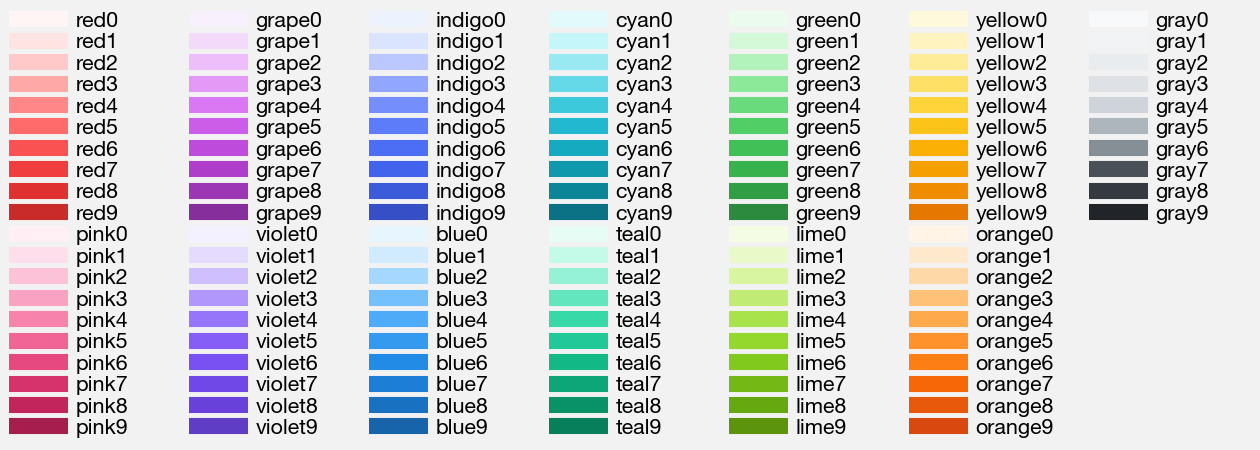 red0
red1
red2
red3
red4
red5
red6
red7
red8
red9
pink0
pink1
pink2
pink3
pink4
pink5
pink6
pink7
pink8
pink9
grape0
grape1
grape2
grape3
grape4
grape5
grape6
grape7
grape8
grape9
violet0
violet1
violet2
violet3
violet4
violet5
violet6
violet7
violet8
violet9
indigo0
indigo1
indigo2
indigo3
indigo4
indigo5
indigo6
indigo7
indigo8
indigo9
blue0
blue1
blue2
blue3
blue4
blue5
blue6
blue7
blue8
blue9
cyan0
cyan1
cyan2
cyan3
cyan4
cyan5
cyan6
cyan7
cyan8
cyan9
teal0
teal1
teal2
teal3
teal4
teal5
teal6
teal7
teal8
teal9
green0
green1
green2
green3
green4
green5
green6
green7
green8
green9
lime0
lime1
lime2
lime3
lime4
lime5
lime6
lime7
lime8
lime9
yellow0
yellow1
yellow2
yellow3
yellow4
yellow5
yellow6
yellow7
yellow8
yellow9
orange0
orange1
orange2
orange3
orange4
orange5
orange6
orange7
orange8
orange9
gray0
gray1
gray2
gray3
gray4
gray5
gray6
gray7
gray8
gray9